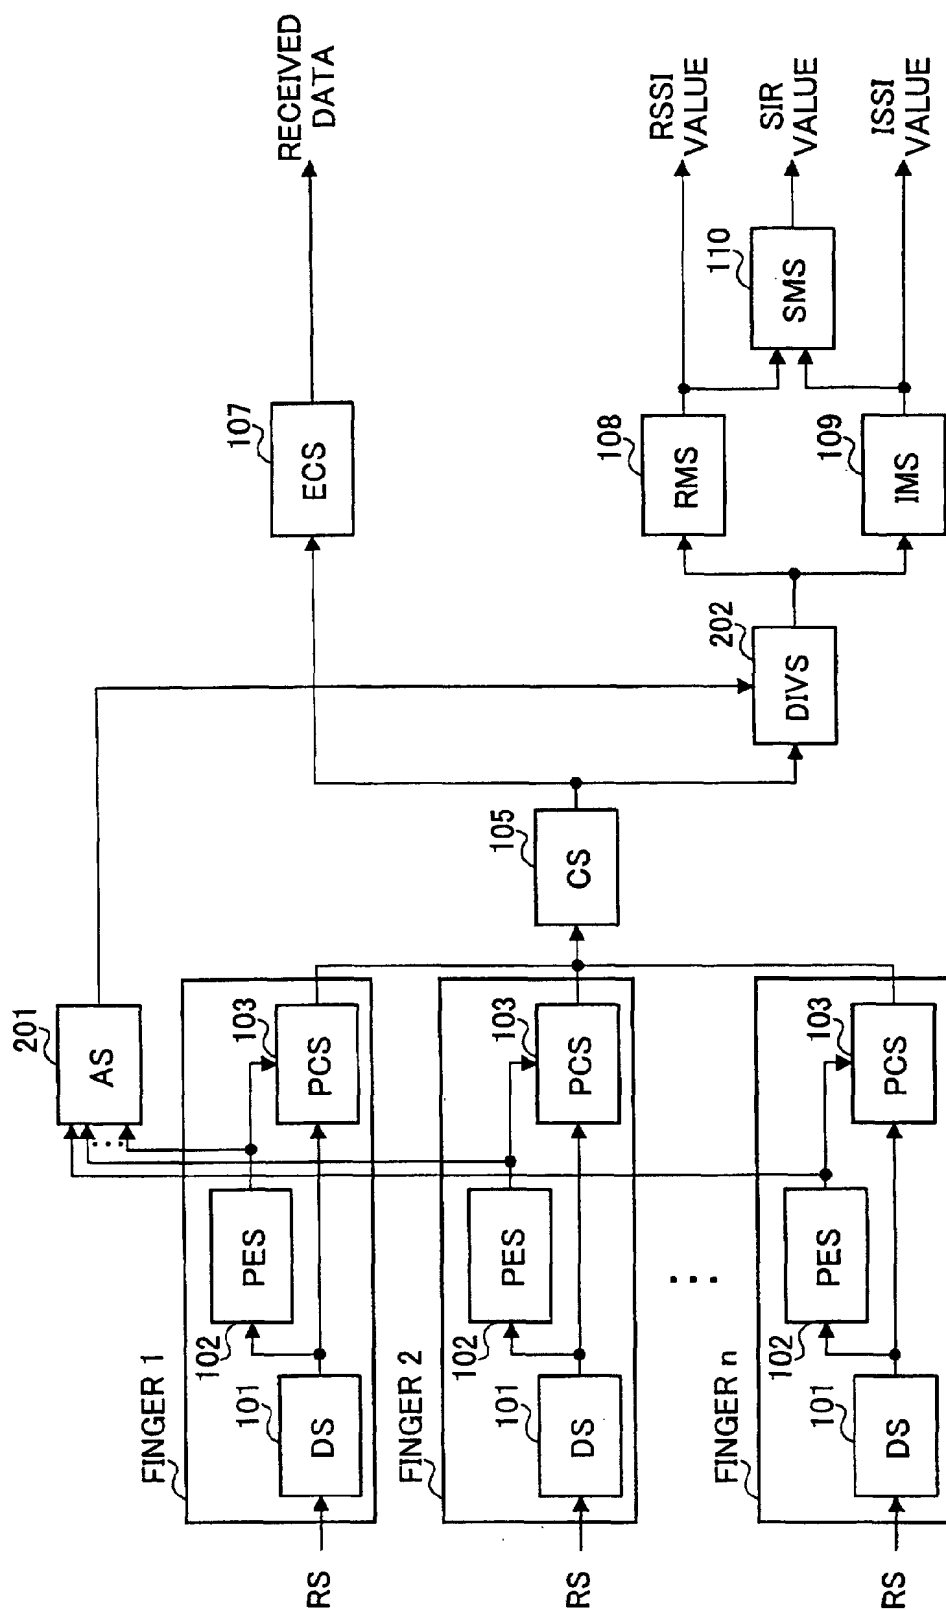 201
AS
FINGER 1
RS
101
DS
102
PES
103
PCS
FINGER 2
RS
101
DS
102
PES
103
PCS
...
FINGER n
RS
101
DS
102
PES
103
PCS
...
105
CS
107
ECS
RECEIVED
DATA
202
DIVS
108
RMS
109
IMS
110
SMS
RSSI
VALUE
SIR
VALUE
ISSI
VALUE